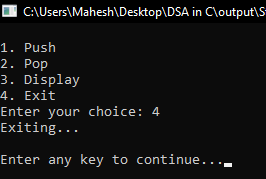 C:\Users\Mahesh\Desktop\DSA in C\output\S
1. Push
2. Pop
3. Display
4. Exit
Enter your choice: 4
Exiting...
Enter any key to continue...